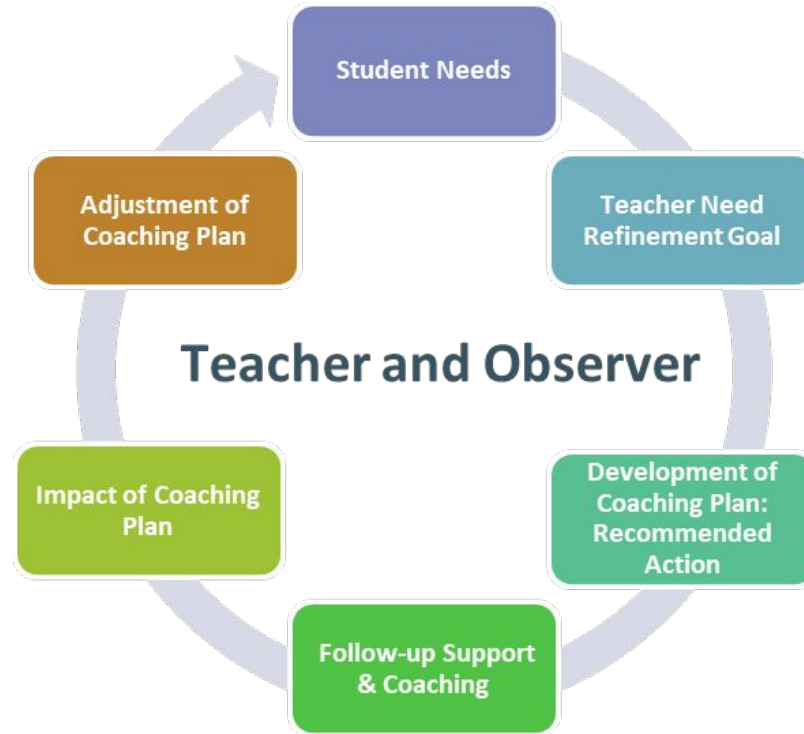 Student Needs
Teacher Need
Refinement Goal
Development of
Coaching Plan:
Recommended
Action
Follow-up Support
& Coaching
Impact of Coaching
Plan
Adjustment of
Coaching Plan
Teacher and Observer